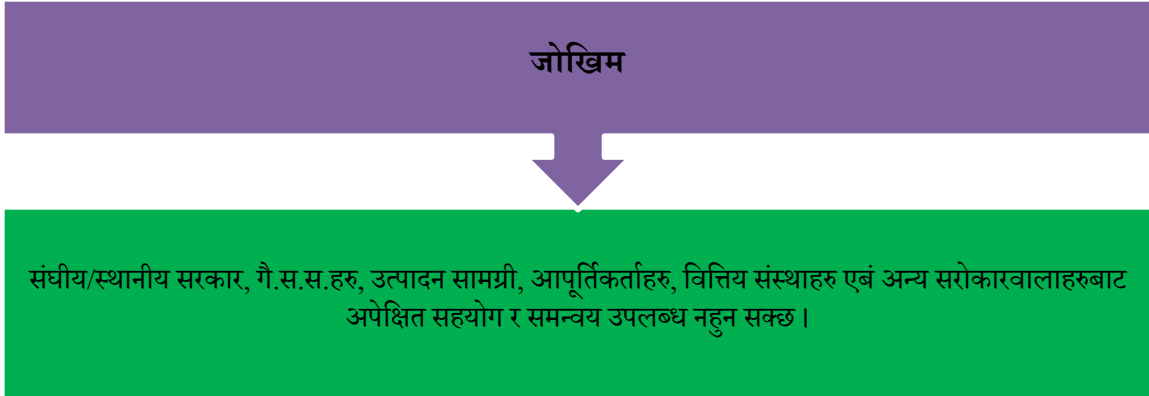 जोखिम
संघीय/स्थानीय सरकार, गै.स.स.हरु, उत्पादन सामग्री, आपूर्तिकर्ताहरु, वित्तिय संस्थाहरु एबं अन्य सरोकारवालाहरुबाट
अपेक्षित सहयोग र समन्वय उपलब्ध नहुन सक्छ।